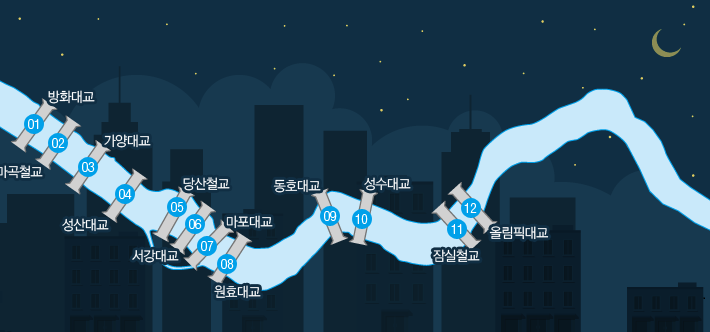 방화대교
01
02
마곡철교
가양대교
03
04
성산대교
당산철교
05
06
서강대교
마포대교
07
08
원효대교
동호대교
09
성수대교
10
11
잠실철교
12
올림픽대교